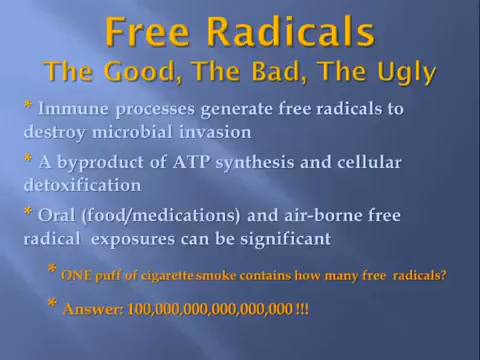 Free Radicals
The Good, The Bad, The Ugly
* Immune processes generate free radicals to
destroy microbial invasion
* A byproduct of ATP synthesis and cellular
detoxification
* Oral (food/medications) and air-borne free
radical exposures can be significant
* ONE puff of cigarette smoke contains how many free radicals?
* Answer: 100,000,000,000,000,000 !!!